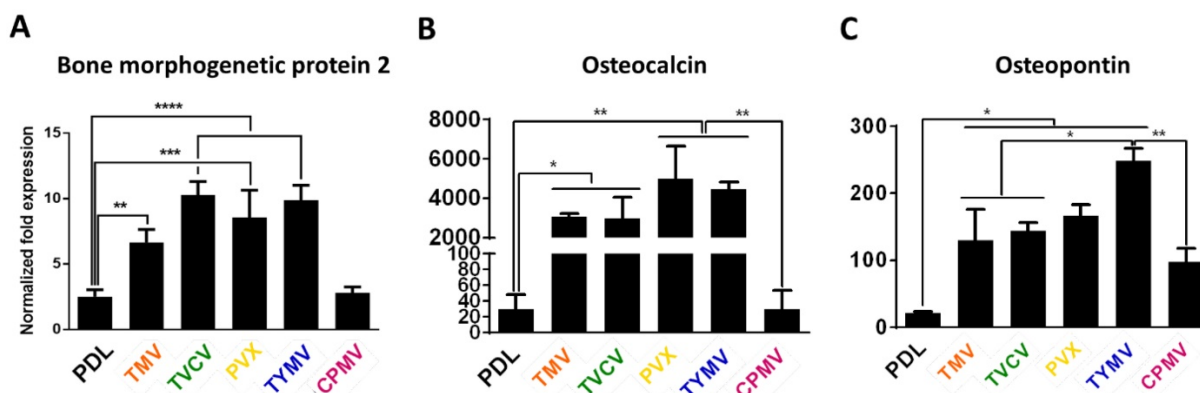 A
Bone morphogenetic protein 2
Normalized fold expression
15
10
5
0
****
***
**
PDL
TMV
TVCV
PVX
TYMV
CPMV
B
Osteocalcin
8000
6000
4000
2000
100
80
60
40
20
0
**
**
*
PDL
TMV
TVCV
PVX
TYMV
CPMV
C
Osteopontin
300
200
100
0
*
*
**
PDL
TMV
TVCV
PVX
TYMV
CPMV